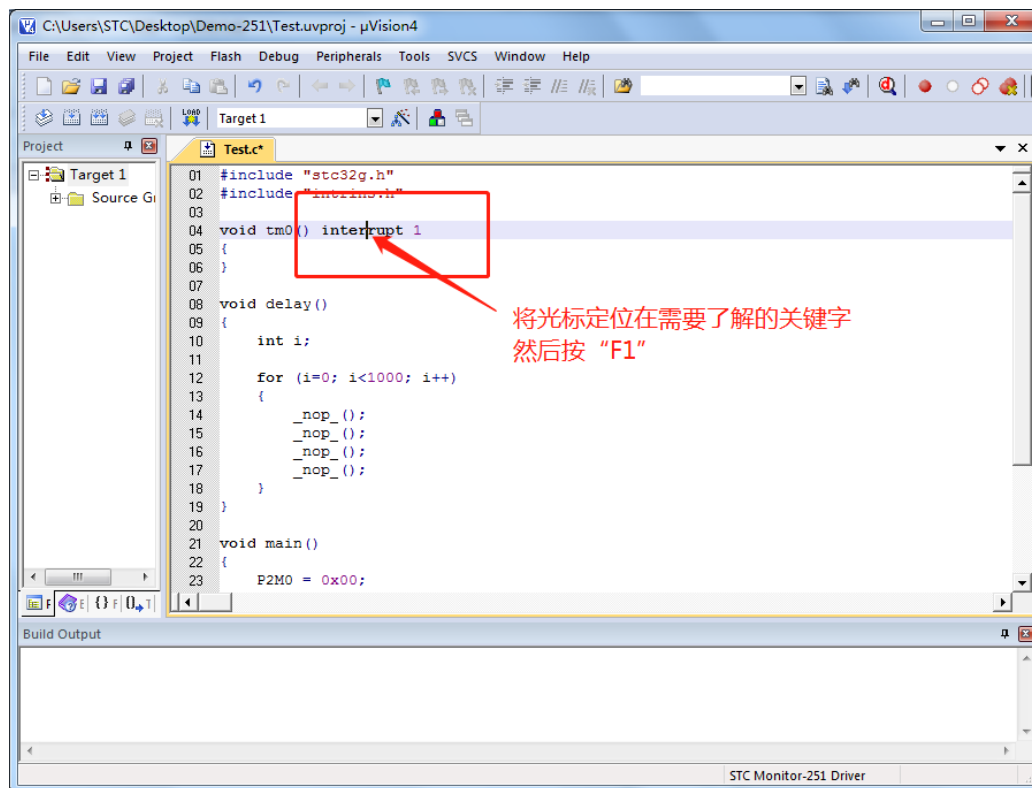 C:\Users\STC\Desktop\Demo-251\Test.uvproj - µVision4
File Edit View Project Flash Debug Peripherals Tools SVCS Window Help
LOAD
Target 1
Project
Test.c*
Target 1
Source Gr
01 #include "stc32g.h"
02 #include "intrins.h"
03
04 void tm0() interrupt 1
05 {
06 }
07
08 void delay()
09 {
10 int i;
11
12 for (i=0; i<1000; i++)
13 {
14 _nop_();
15 _nop_();
16 _nop_();
17 _nop_();
18 }
19 }
20
21 void main()
22 {
23 P2M0 = 0x00;
将光标定位在需要了解的关键字
然后按“F1”
Build Output
STC Monitor-251 Driver